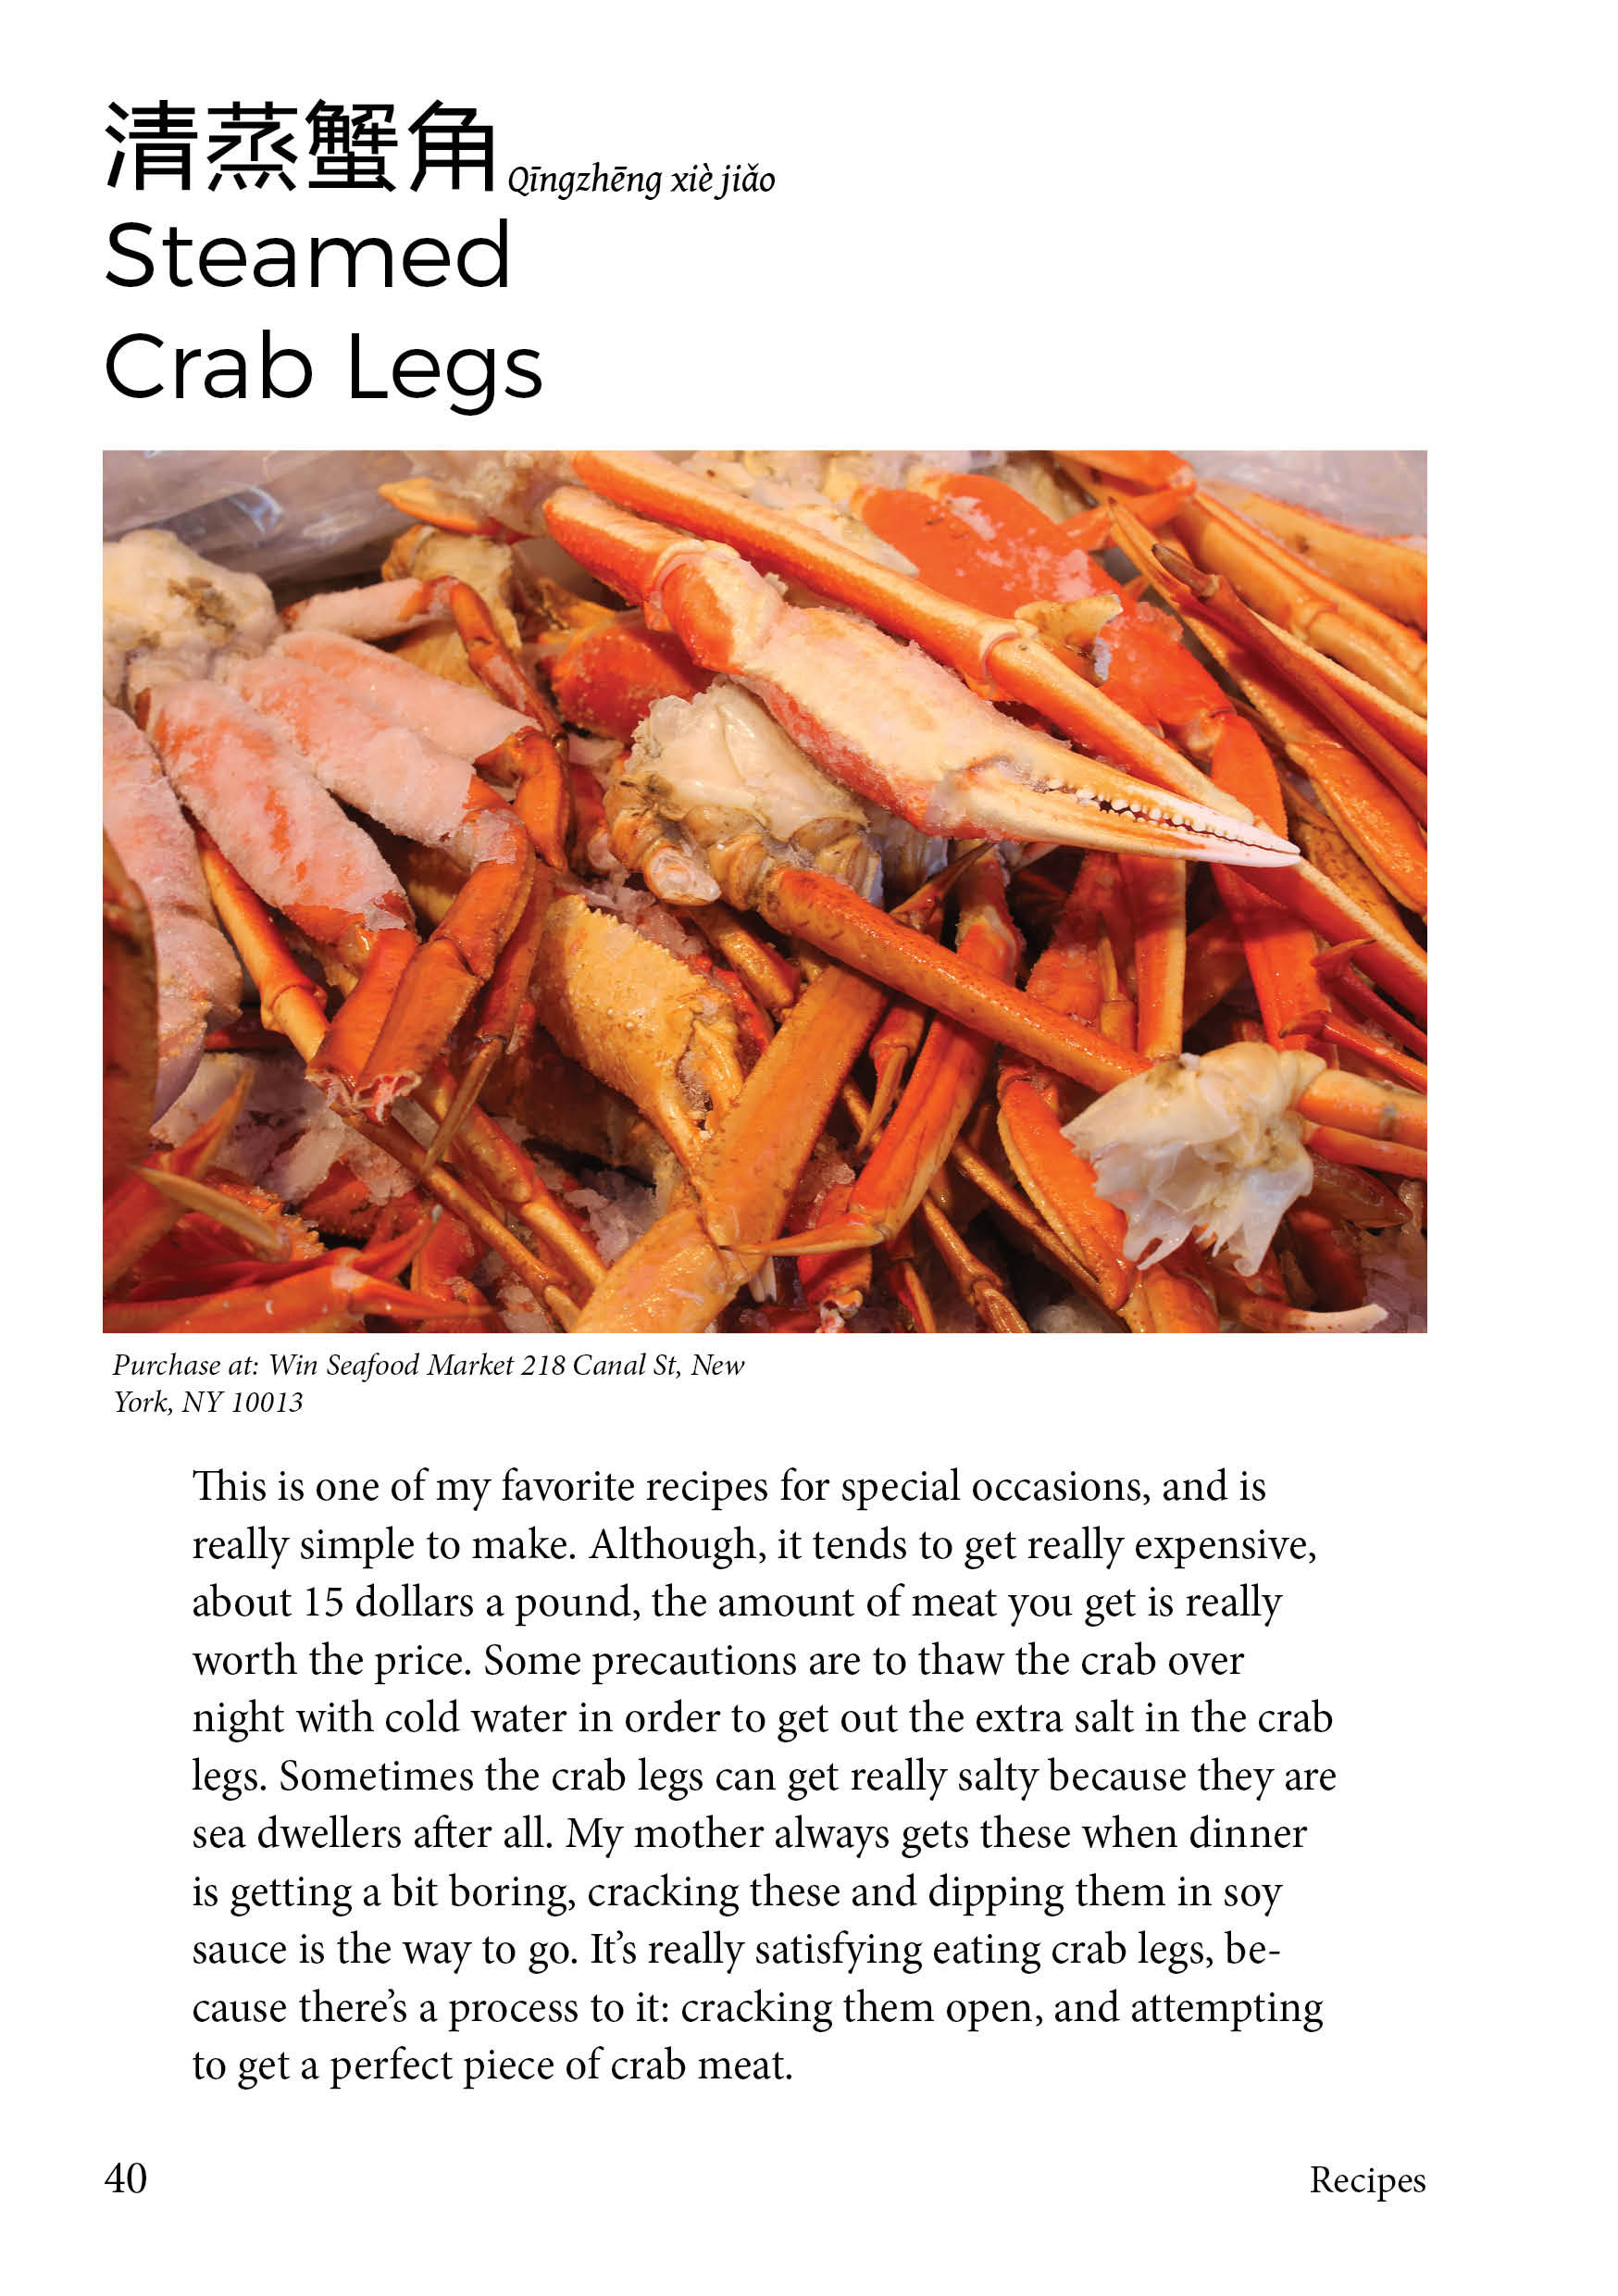 清蒸蟹角 Qīngzhēng xiè jiǎo
Steamed
Crab Legs
Purchase at: Win Seafood Market 218 Canal St, New
York, NY 10013
This is one of my favorite recipes for special occasions, and is
really simple to make. Although, it tends to get really expensive,
about 15 dollars a pound, the amount of meat you get is really
worth the price. Some precautions are to thaw the crab over
night with cold water in order to get out the extra salt in the crab
legs. Sometimes the crab legs can get really salty because they are
sea dwellers after all. My mother always gets these when dinner
is getting a bit boring, cracking these and dipping them in soy
sauce is the way to go. It’s really satisfying eating crab legs, be-
cause there’s a process to it: cracking them open, and attempting
to get a perfect piece of crab meat.
40
Recipes